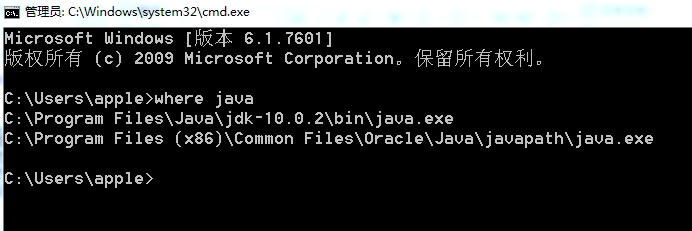 管理员: C:\Windows\system32\cmd.exe
Microsoft Windows [版本 6.1.7601]
版权所有 (c) 2009 Microsoft Corporation。保留所有权利。
C:\Users\apple>where java
C:\Program Files\Java\jdk-10.0.2\bin\java.exe
C:\Program Files (x86)\Common Files\Oracle\Java\javapath\java.exe
C:\Users\apple>